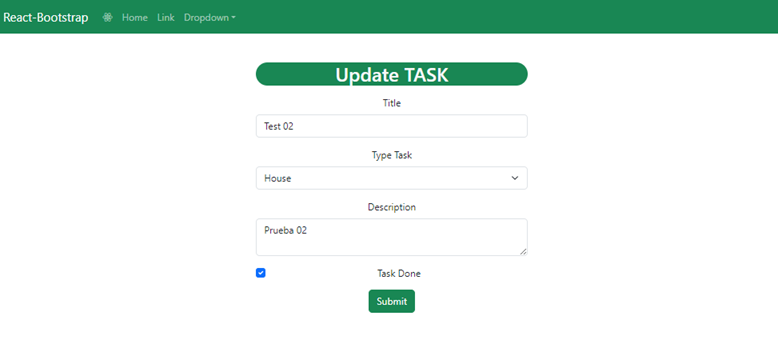 React-Bootstrap Home Link Dropdown
Update TASK
Title
Test 02
Type Task
House
Description
Prueba 02
Task Done
Submit